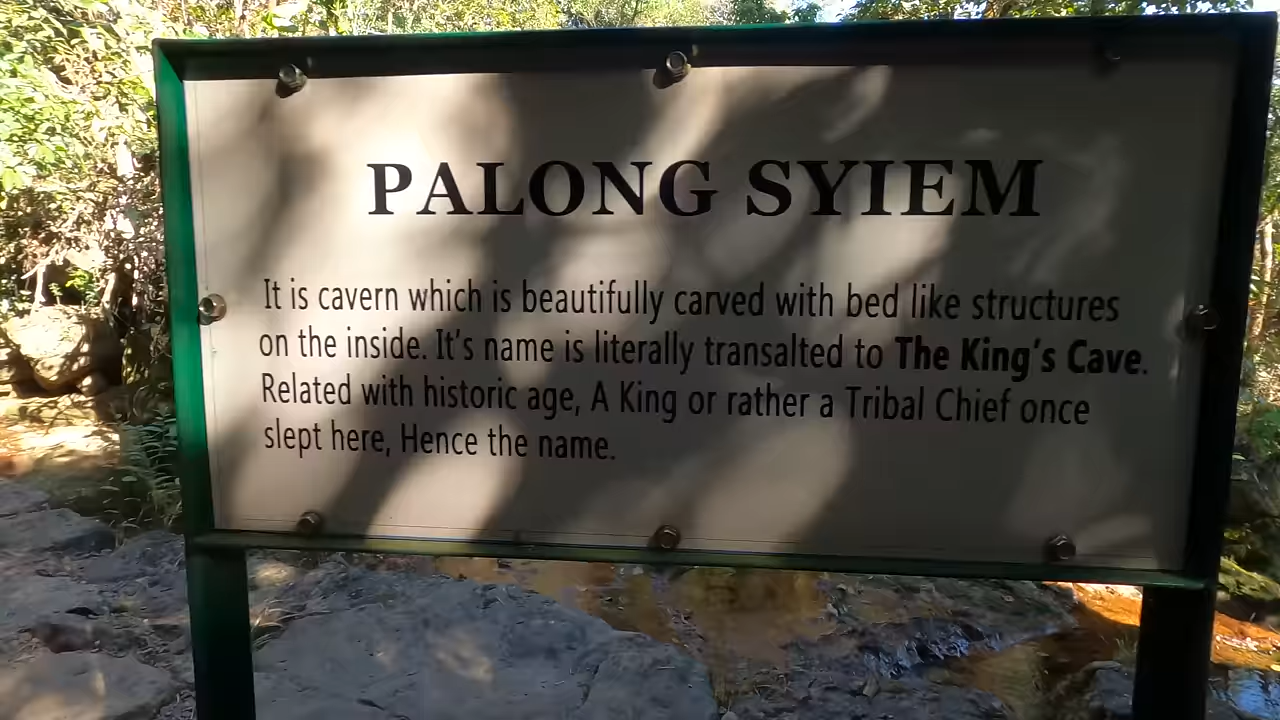 PALONG SYIEM
It is cavern which is beautifully carved with bed like structures
on the inside. It's name is literally transalted to The King's Cave.
Related with historic age, A King or rather a Tribal Chief once
slept here, Hence the name.